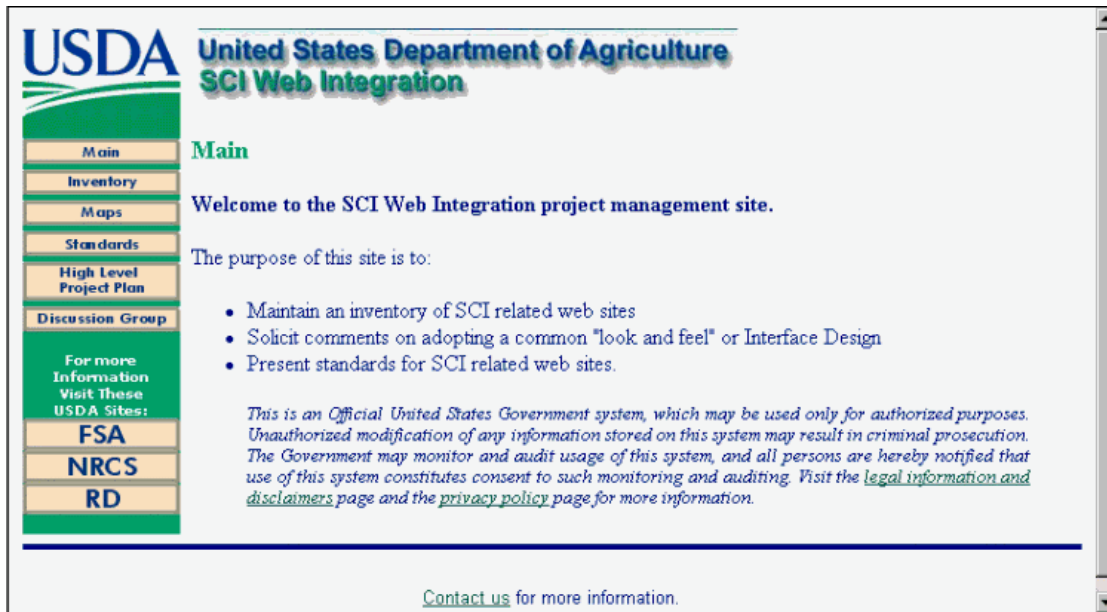 USDA
United States Department of Agriculture
SCI Web Integration
Main
Inventory
Maps
Standards
High Level
Project Plan
Discussion Group
For more
Information
Visit These
USDA Sites:
FSA
NRCS
RD
Main
Welcome to the SCI Web Integration project management site.
The purpose of this site is to:
• Maintain an inventory of SCI related web sites
• Solicit comments on adopting a common "look and feel" or Interface Design
• Present standards for SCI related web sites.
This is an Official United States Government system, which may be used only for authorized purposes.
Unauthorized modification of any information stored on this system may result in criminal prosecution.
The Government may monitor and audit usage of this system, and all persons are hereby notified that
use of this system constitutes consent to such monitoring and auditing. Visit the legal information and
disclaimers page and the privacy policy page for more information.
Contact us for more information.